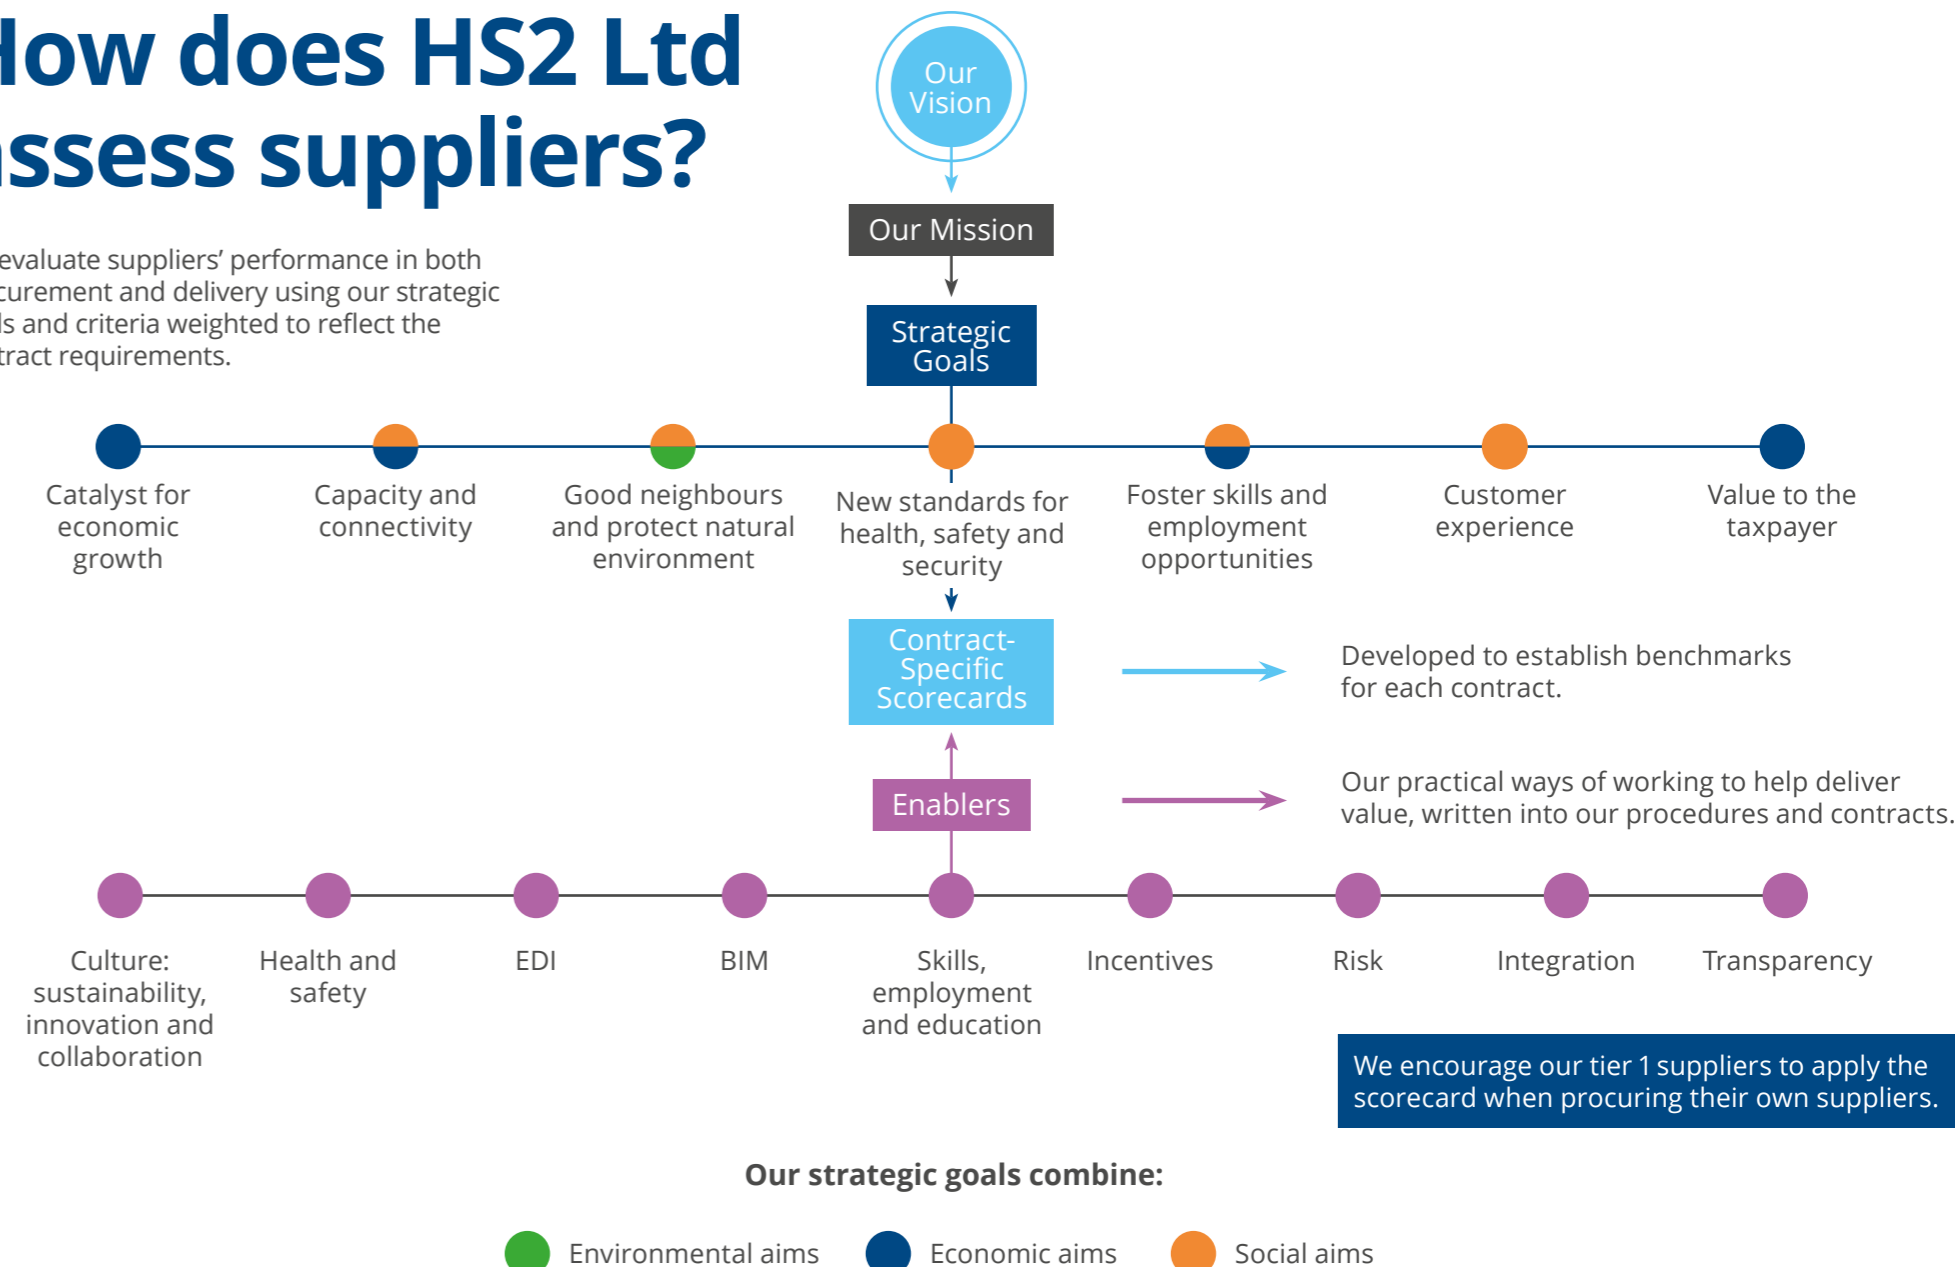 How does HS2 Ltd
assess suppliers?
evaluate suppliers’ performance in both
curement and delivery using our strategic
ls and criteria weighted to reflect the
tract requirements.
Our
Vision
Our Mission
Strategic
Goals
Catalyst for
economic
growth
Capacity and
connectivity
Good neighbours
and protect natural
environment
New standards for
health, safety and
security
Foster skills and
employment
opportunities
Customer
experience
Value to the
taxpayer
Contract-
Specific
Scorecards
Developed to establish benchmarks
for each contract.
Enablers
Our practical ways of working to help deliver
value, written into our procedures and contracts.
Culture:
sustainability,
innovation and
collaboration
Health and
safety
EDI
BIM
Skills,
employment
and education
Incentives
Risk
Integration
Transparency
We encourage our tier 1 suppliers to apply the
scorecard when procuring their own suppliers.
Our strategic goals combine:
Environmental aims
Economic aims
Social aims